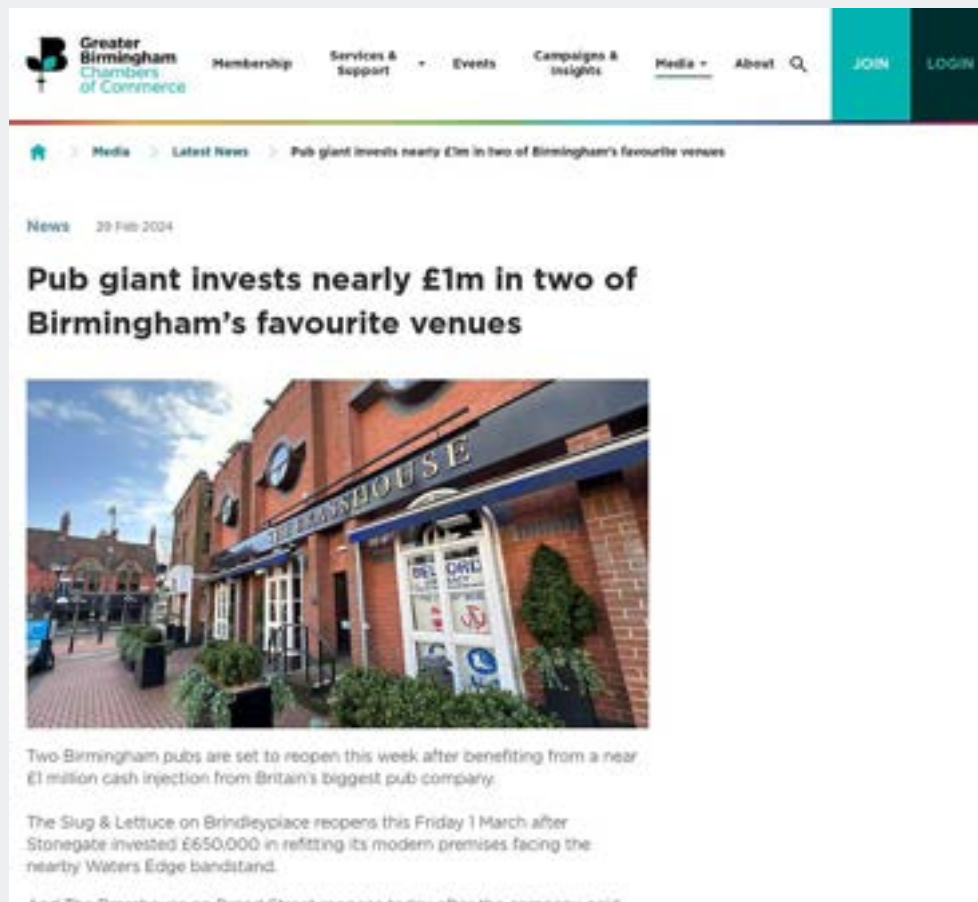 Greater
Birmingham
Chambers
of Commerce
Membership
Services &
Support
Events
Campaigns &
Insights
Media
About
JOIN
LOGIN
Media
Latest News
Pub giant invests nearly £1m in two of Birmingham's favourite venues
News 29 Feb 2024
Pub giant invests nearly £1m in two of
Birmingham's favourite venues
THE BRASSHOUSE
Two Birmingham pubs are set to reopen this week after benefiting from a near
£1 million cash injection from Britain's biggest pub company.
The Slug & Lettuce on Brindleyplace reopens this Friday 1 March after
Stonegate invested £650,000 in refitting its modern premises facing the
nearby Waters Edge bandstand.